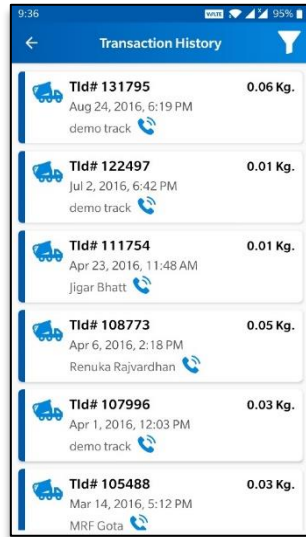 9:36 VoLTE 95%
Transaction History
TId# 131795 0.06 Kg.
Aug 24, 2016, 6:19 PM
demo track
TId# 122497 0.01 Kg.
Jul 2, 2016, 6:42 PM
demo track
TId# 111754 0.01 Kg.
Apr 23, 2016, 11:48 AM
Jigar Bhatt
TId# 108773 0.05 Kg.
Apr 6, 2016, 2:18 PM
Renuka Rajvardhan
TId# 107996 0.03 Kg.
Apr 1, 2016, 12:03 PM
demo track
TId# 105488 0.03 Kg.
Mar 14, 2016, 5:12 PM
MRF Gota